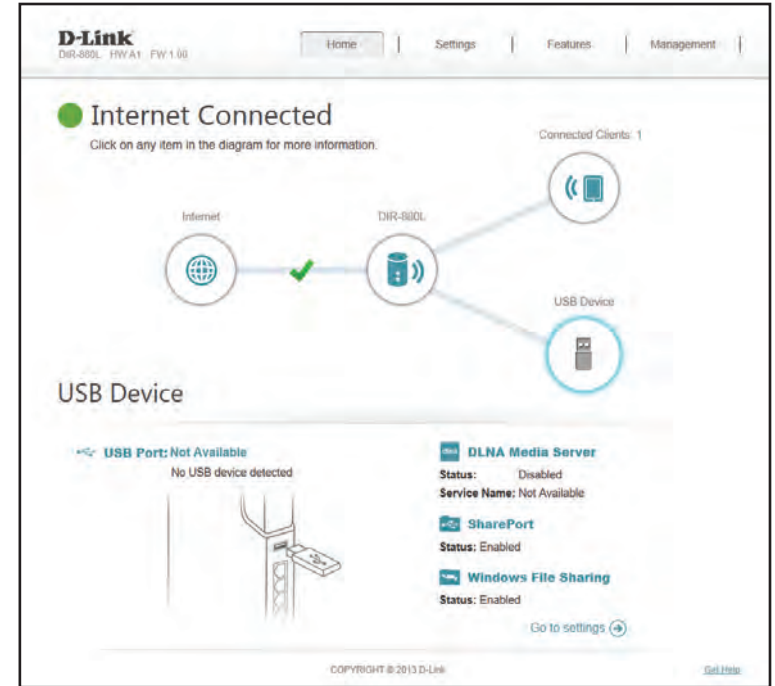 D-Link
DIR-880L HW A1 FW 1.00
Home
Settings
Features
Management
Internet Connected
Click on any item in the diagram for more information.
Connected Clients: 1
Internet
DIR-880L
USB Device
USB Device
USB Port: Not Available
No USB device detected
dlna DLNA Media Server
Status: Disabled
Service Name: Not Available
SharePort
Status: Enabled
Windows File Sharing
Status: Enabled
Go to settings
COPYRIGHT © 2013 D-Link
Get Help